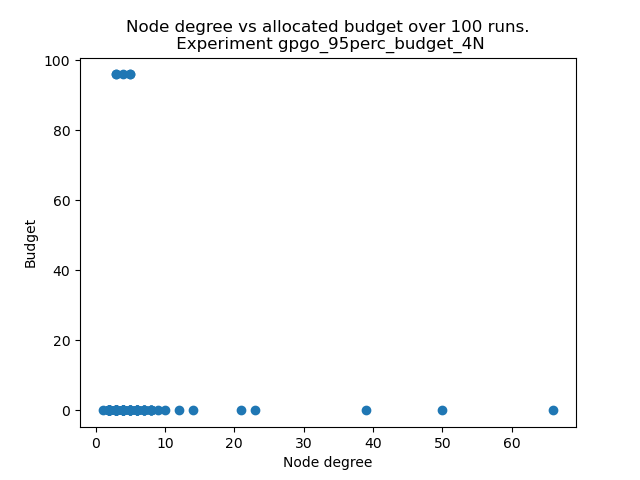 Node degree vs allocated budget over 100 runs.
Experiment gpgo_95perc_budget_4N
100
80
60
40
20
0
Budget
0 10 20 30 40 50 60
Node degree